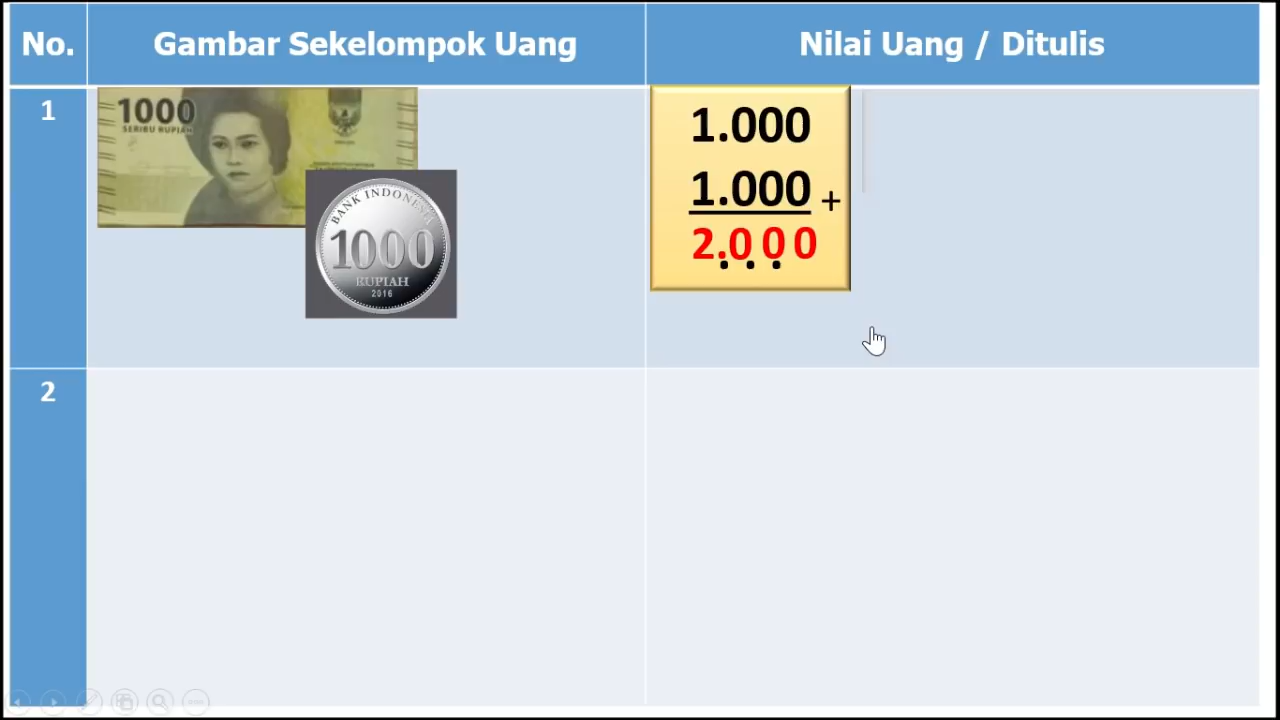 No.
Gambar Sekelompok Uang
Nilai Uang / Ditulis
1
1000
SERIBU RUPIAH
BANK INDONESIA
1000
RUPIAH
2016
1.000
1.000 +
2.000
...
2